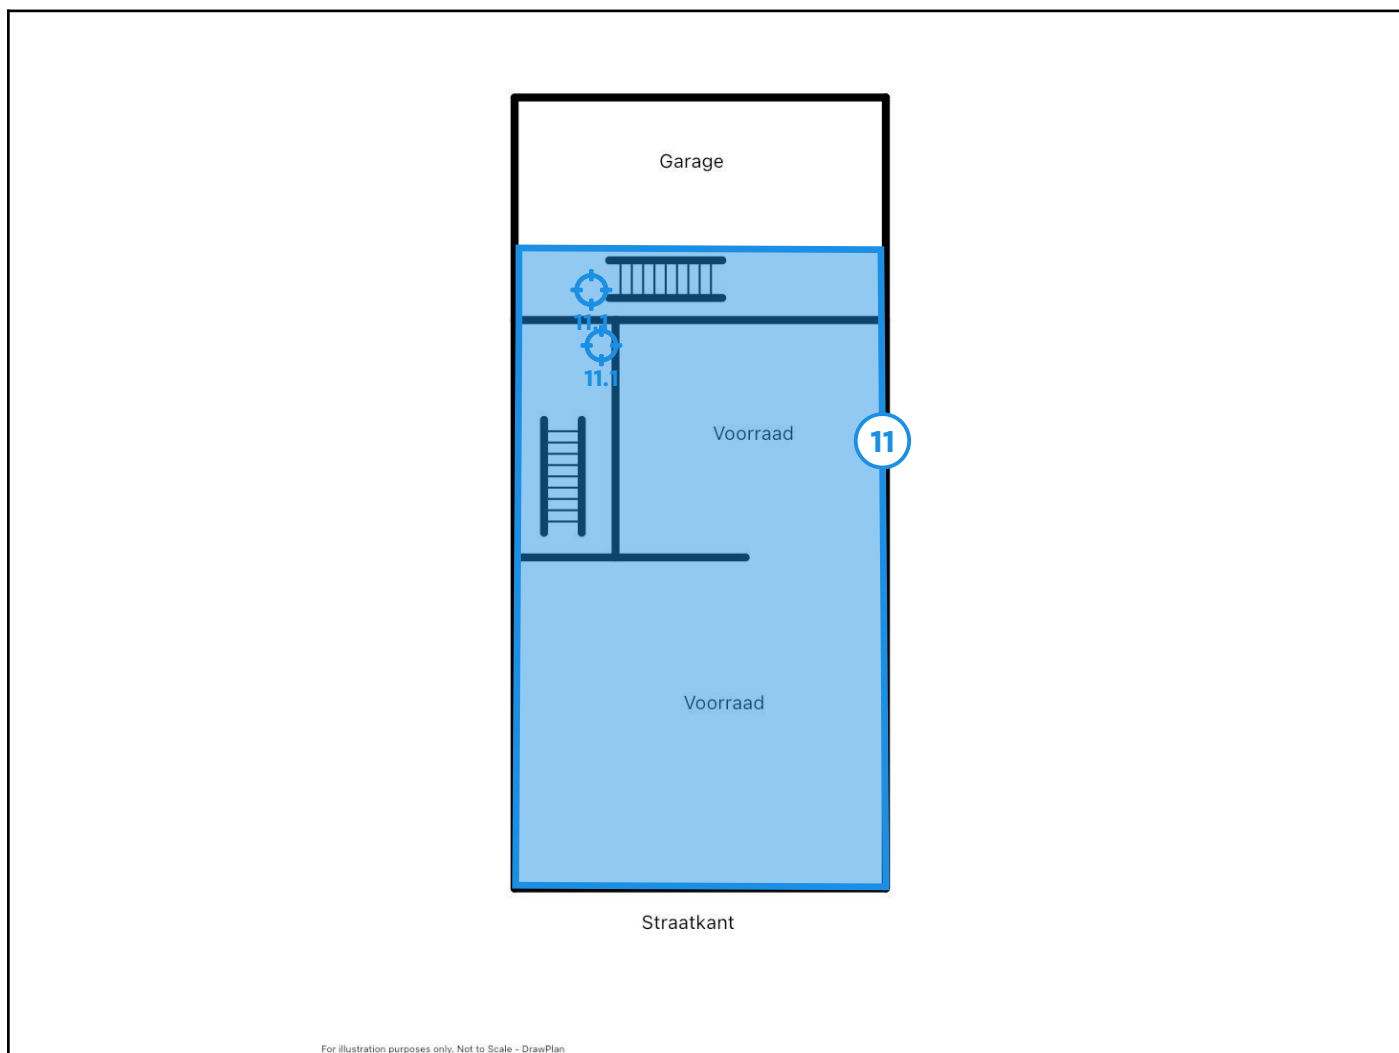 Garage
11.1
11.1
Voorraad
11
Voorraad
Straatkant
For illustration purposes only. Not to Scale - DrawPlan